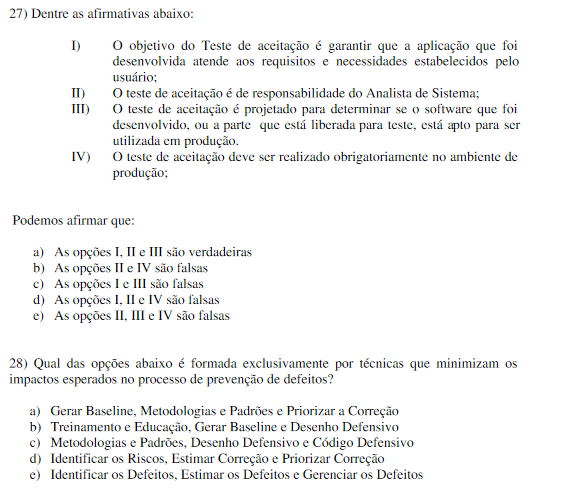 27) Dentre as afirmativas abaixo:
I) O objetivo do Teste de aceitação é garantir que a aplicação que foi
desenvolvida atende aos requisitos e necessidades estabelecidos pelo
usuário;
II) O teste de aceitação é de responsabilidade do Analista de Sistema;
III) O teste de aceitação é projetado para determinar se o software que foi
desenvolvido, ou a parte que está liberada para teste, está apto para ser
utilizada em produção.
IV) O teste de aceitação deve ser realizado obrigatoriamente no ambiente de
produção;
Podemos afirmar que:
a) As opções I, II e III são verdadeiras
b) As opções II e IV são falsas
c) As opções I e III são falsas
d) As opções I, II e IV são falsas
e) As opções II, III e IV são falsas
28) Qual das opções abaixo é formada exclusivamente por técnicas que minimizam os
impactos esperados no processo de prevenção de defeitos?
a) Gerar Baseline, Metodologias e Padrões e Priorizar a Correção
b) Treinamento e Educação, Gerar Baseline e Desenho Defensivo
c) Metodologias e Padrões, Desenho Defensivo e Código Defensivo
d) Identificar os Riscos, Estimar Correção e Priorizar Correção
e) Identificar os Defeitos, Estimar os Defeitos e Gerenciar os Defeitos